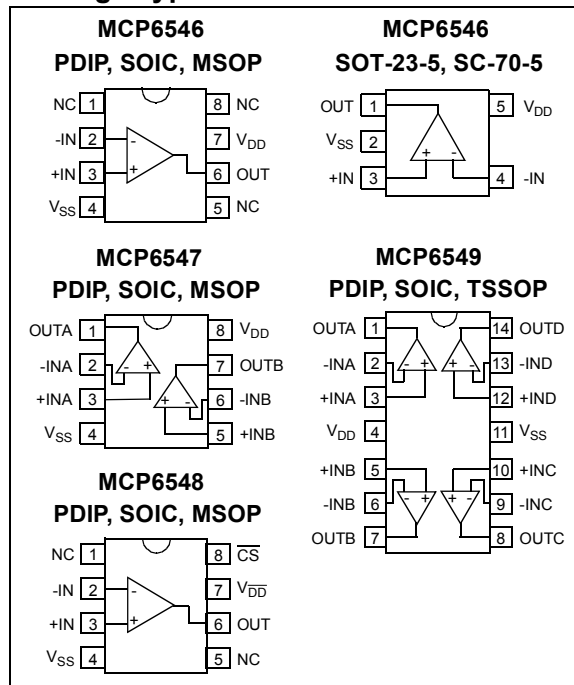 MCP6546
PDIP, SOIC, MSOP
NC 1 8 NC
-IN 2 - 7 VDD
+IN 3 + 6 OUT
VSS 4 5 NC
MCP6546
SOT-23-5, SC-70-5
OUT 1 5 VDD
VSS 2
+ -
+IN 3 4 -IN
MCP6547
PDIP, SOIC, MSOP
OUTA 1 8 VDD
-INA 2 - + 7 OUTB
+INA 3 + - 6 -INB
VSS 4 5 +INB
MCP6549
PDIP, SOIC, TSSOP
OUTA 1 14 OUTD
-INA 2 - + + - 13 -IND
+INA 3 12 +IND
VDD 4 11 VSS
+INB 5 10 +INC
-INB 6 - + + - 9 -INC
OUTB 7 8 OUTC
MCP6548
PDIP, SOIC, MSOP
NC 1 8 C̅S̅
-IN 2 - 7 VD̅D̅
+IN 3 + 6 OUT
VSS 4 5 NC